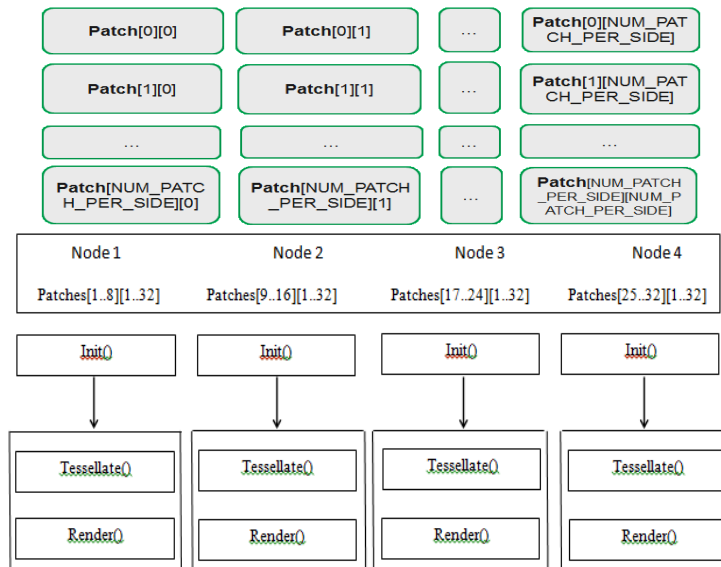 Patch[0][0]
Patch[0][1]
...
Patch[0][NUM_PAT
CH_PER_SIDE]
Patch[1][0]
Patch[1][1]
...
Patch[1][NUM_PAT
CH_PER_SIDE]
...
...
...
...
Patch[NUM_PATC
H_PER_SIDE][0]
Patch[NUM_PATCH
_PER_SIDE][1]
...
Patch[NUM_PATCH
_PER_SIDE][NUM_P
ATCH_PER_SIDE]
Node 1
Node 2
Node 3
Node 4
Patches[1..8][1..32]
Patches[9..16][1..32]
Patches[17..24][1..32]
Patches[25..32][1..32]
Init()
Init()
Init()
Init()
Tessellate()
Tessellate()
Tessellate()
Tessellate()
Render()
Render()
Render()
Render()